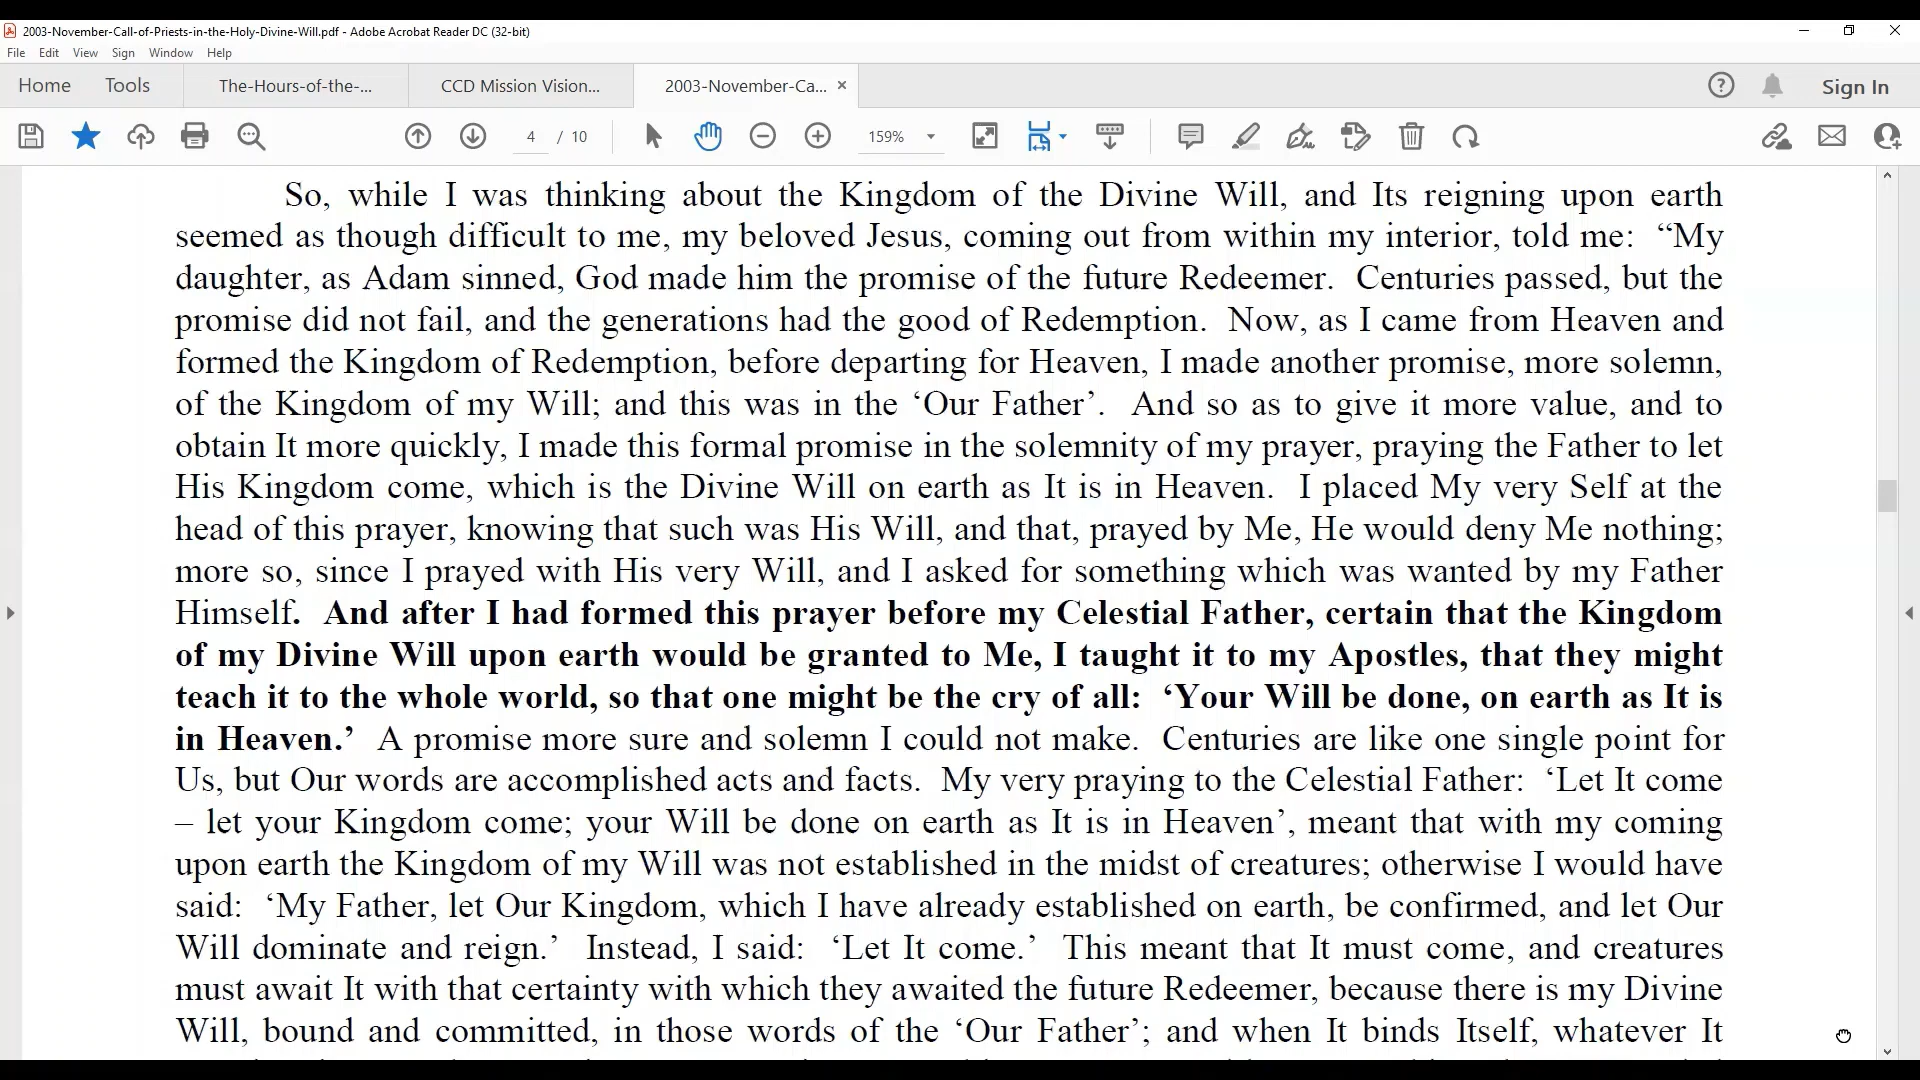 2003-November-Call-of-Priests-in-the-Holy-Divine-Will.pdf - Adobe Acrobat Reader DC (32-bit)
File Edit View Sign Window Help
Home Tools The-Hours-of-the-... CCD Mission Vision... 2003-November-Ca... Sign In
4 / 10 159%
So, while I was thinking about the Kingdom of the Divine Will, and Its reigning upon earth
seemed as though difficult to me, my beloved Jesus, coming out from within my interior, told me: “My
daughter, as Adam sinned, God made him the promise of the future Redeemer. Centuries passed, but the
promise did not fail, and the generations had the good of Redemption. Now, as I came from Heaven and
formed the Kingdom of Redemption, before departing for Heaven, I made another promise, more solemn,
of the Kingdom of my Will; and this was in the ‘Our Father’. And so as to give it more value, and to
obtain It more quickly, I made this formal promise in the solemnity of my prayer, praying the Father to let
His Kingdom come, which is the Divine Will on earth as It is in Heaven. I placed My very Self at the
head of this prayer, knowing that such was His Will, and that, prayed by Me, He would deny Me nothing;
more so, since I prayed with His very Will, and I asked for something which was wanted by my Father
Himself. And after I had formed this prayer before my Celestial Father, certain that the Kingdom
of my Divine Will upon earth would be granted to Me, I taught it to my Apostles, that they might
teach it to the whole world, so that one might be the cry of all: ‘Your Will be done, on earth as It is
in Heaven.’ A promise more sure and solemn I could not make. Centuries are like one single point for
Us, but Our words are accomplished acts and facts. My very praying to the Celestial Father: ‘Let It come
– let your Kingdom come; your Will be done on earth as It is in Heaven’, meant that with my coming
upon earth the Kingdom of my Will was not established in the midst of creatures; otherwise I would have
said: ‘My Father, let Our Kingdom, which I have already established on earth, be confirmed, and let Our
Will dominate and reign.’ Instead, I said: ‘Let It come.’ This meant that It must come, and creatures
must await It with that certainty with which they awaited the future Redeemer, because there is my Divine
Will, bound and committed, in those words of the ‘Our Father’; and when It binds Itself, whatever It